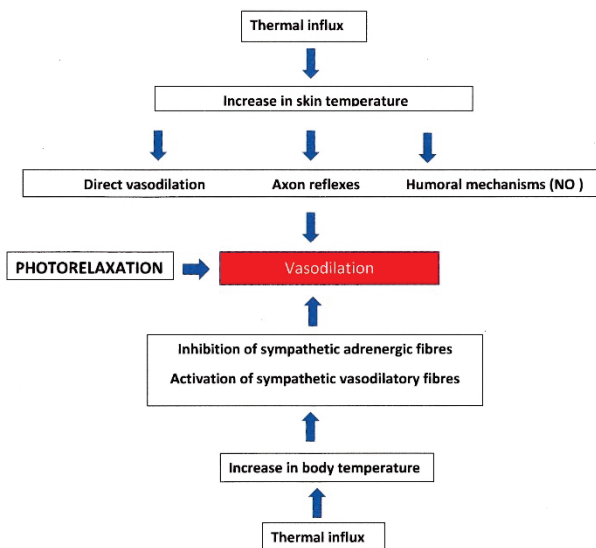 Thermal influx
Increase in skin temperature
Direct vasodilation Axon reflexes Humoral mechanisms (NO )
PHOTORELAXATION
Vasodilation
Inhibition of sympathetic adrenergic fibres
Activation of sympathetic vasodilatory fibres
Increase in body temperature
Thermal influx